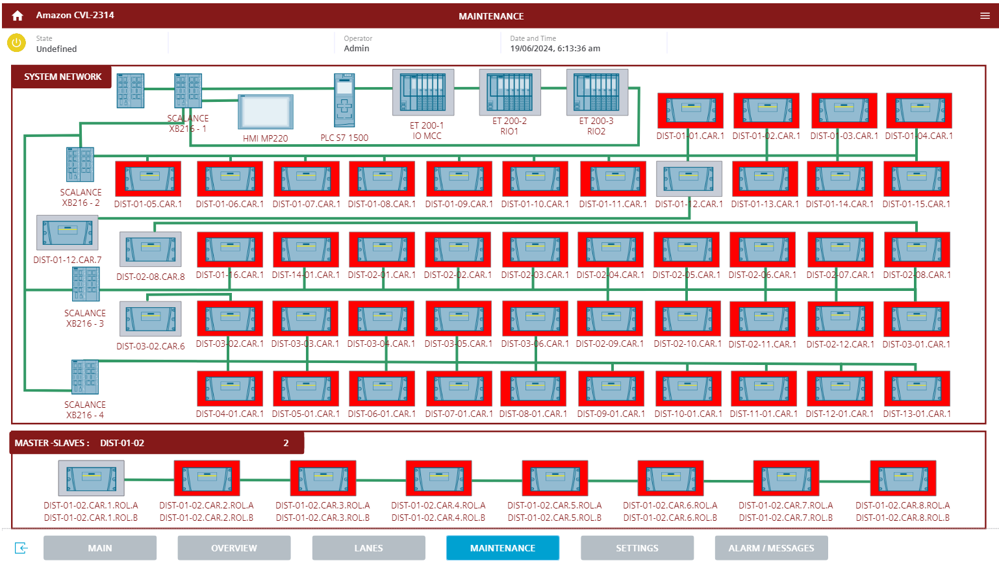 Amazon CVL-2314
MAINTENANCE
State
Undefined
Operator
Admin
Date and Time
19/06/2024, 6:13:36 am
SYSTEM NETWORK
SCALANCE
XB216 - 1
HMI MP220
PLC S7 1500
ET 200-1
IO MCC
ET 200-2
RIO1
ET 200-3
RIO2
DIST-01-01.CAR.1
DIST-01-02.CAR.1
DIST-01-03.CAR.1
DIST-01-04.CAR.1
SCALANCE
XB216 - 2
DIST-01-05.CAR.1
DIST-01-06.CAR.1
DIST-01-07.CAR.1
DIST-01-08.CAR.1
DIST-01-09.CAR.1
DIST-01-10.CAR.1
DIST-01-11.CAR.1
DIST-01-12.CAR.1
DIST-01-13.CAR.1
DIST-01-14.CAR.1
DIST-01-15.CAR.1
DIST-01-12.CAR.7
DIST-02-08.CAR.8
DIST-01-16.CAR.1
DIST-14-01.CAR.1
DIST-02-01.CAR.1
DIST-02-02.CAR.1
DIST-02-03.CAR.1
DIST-02-04.CAR.1
DIST-02-05.CAR.1
DIST-02-06.CAR.1
DIST-02-07.CAR.1
DIST-02-08.CAR.1
SCALANCE
XB216 - 3
DIST-03-02.CAR.6
DIST-03-02.CAR.1
DIST-03-03.CAR.1
DIST-03-04.CAR.1
DIST-03-05.CAR.1
DIST-03-06.CAR.1
DIST-02-09.CAR.1
DIST-02-10.CAR.1
DIST-02-11.CAR.1
DIST-02-12.CAR.1
DIST-03-01.CAR.1
SCALANCE
XB216 - 4
DIST-04-01.CAR.1
DIST-05-01.CAR.1
DIST-06-01.CAR.1
DIST-07-01.CAR.1
DIST-08-01.CAR.1
DIST-09-01.CAR.1
DIST-10-01.CAR.1
DIST-11-01.CAR.1
DIST-12-01.CAR.1
DIST-13-01.CAR.1
MASTER -SLAVES : DIST-01-02 2
DIST-01-02.CAR.1.ROL.A
DIST-01-02.CAR.1.ROL.B
DIST-01-02.CAR.2.ROL.A
DIST-01-02.CAR.2.ROL.B
DIST-01-02.CAR.3.ROL.A
DIST-01-02.CAR.3.ROL.B
DIST-01-02.CAR.4.ROL.A
DIST-01-02.CAR.4.ROL.B
DIST-01-02.CAR.5.ROL.A
DIST-01-02.CAR.5.ROL.B
DIST-01-02.CAR.6.ROL.A
DIST-01-02.CAR.6.ROL.B
DIST-01-02.CAR.7.ROL.A
DIST-01-02.CAR.7.ROL.B
DIST-01-02.CAR.8.ROL.A
DIST-01-02.CAR.8.ROL.B
MAIN
OVERVIEW
LANES
MAINTENANCE
SETTINGS
ALARM / MESSAGES